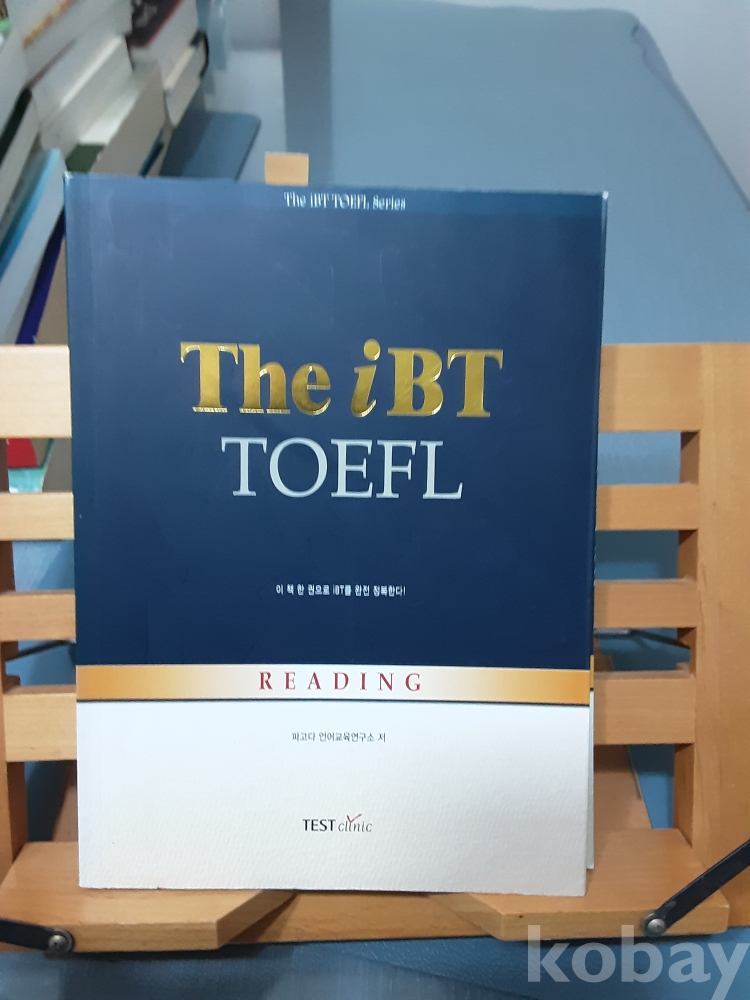 The iBT TOEFL Series
The iBT
TOEFL
이 책 한 권으로 iBT를 완전 정복한다!
READING
파고다 언어교육연구소 저
TEST clinic
kobay